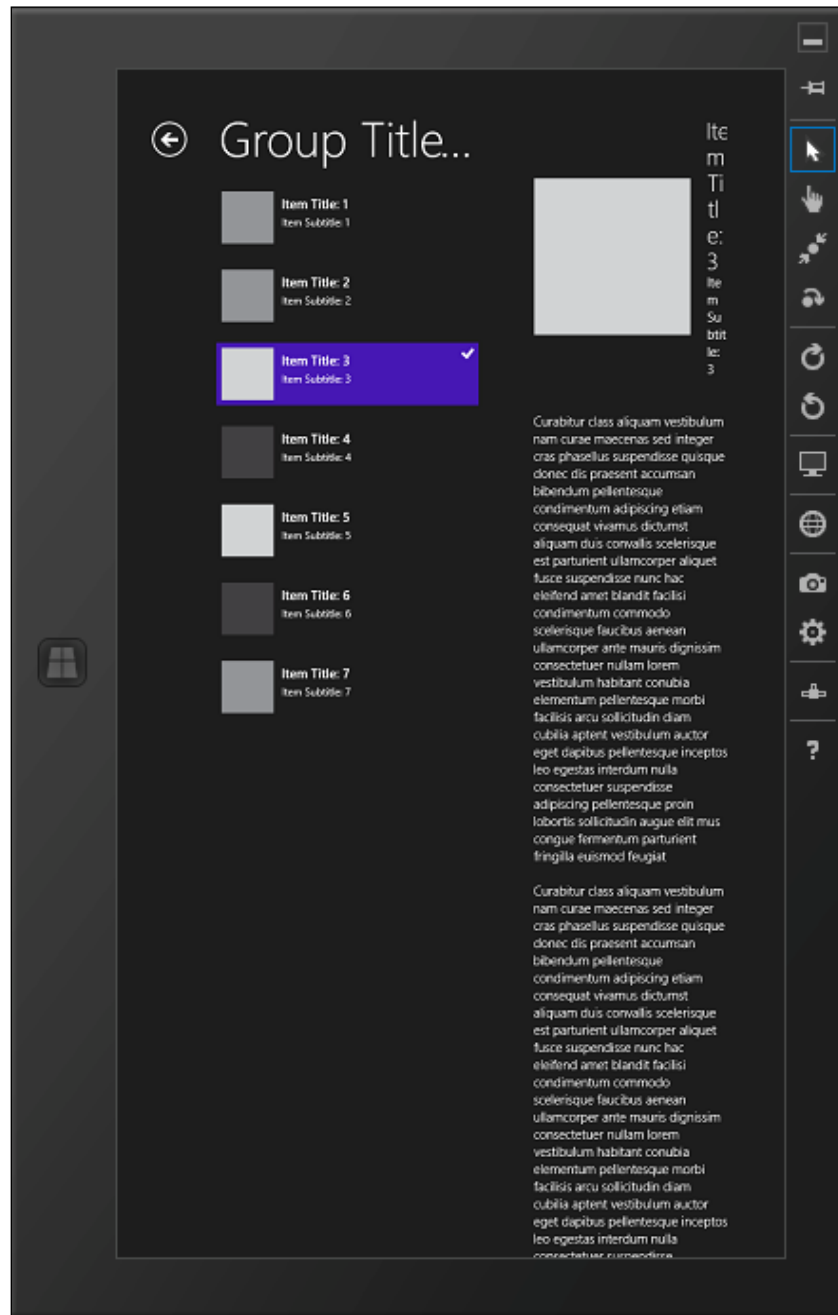 Group Title...
Item Title: 1
Item Subtitle: 1
Item Title: 2
Item Subtitle: 2
Item Title: 3
Item Subtitle: 3
Item Title: 4
Item Subtitle: 4
Item Title: 5
Item Subtitle: 5
Item Title: 6
Item Subtitle: 6
Item Title: 7
Item Subtitle: 7
Ite
m
Ti
tl
e:
3
Ite
m
Su
btit
le:
3
Curabitur class aliquam vestibulum
nam curae maecenas sed integer
cras phasellus suspendisse quisque
donec dis praesent accumsan
bibendum pellentesque
condimentum adipiscing etiam
consequat vivamus dictumst
aliquam duis convallis scelerisque
est parturient ullamcorper aliquet
fusce suspendisse nunc hac
eleifend amet blandit facilisi
condimentum commodo
scelerisque faucibus aenean
ullamcorper ante mauris dignissim
consectetuer nullam lorem
vestibulum habitant conubia
elementum pellentesque morbi
facilisis arcu sollicitudin diam
cubilia aptent vestibulum auctor
eget dapibus pellentesque inceptos
leo egestas interdum nulla
consectetuer suspendisse
adipiscing pellentesque proin
lobortis sollicitudin augue elit mus
congue fermentum parturient
fringilla euismod feugiat
Curabitur class aliquam vestibulum
nam curae maecenas sed integer
cras phasellus suspendisse quisque
donec dis praesent accumsan
bibendum pellentesque
condimentum adipiscing etiam
consequat vivamus dictumst
aliquam duis convallis scelerisque
est parturient ullamcorper aliquet
fusce suspendisse nunc hac
eleifend amet blandit facilisi
condimentum commodo
scelerisque faucibus aenean
ullamcorper ante mauris dignissim
consectetuer nullam lorem
vestibulum habitant conubia
elementum pellentesque morbi
facilisis arcu sollicitudin diam
cubilia aptent vestibulum auctor
eget dapibus pellentesque inceptos
leo egestas interdum nulla
consectetuer suspendisse
?